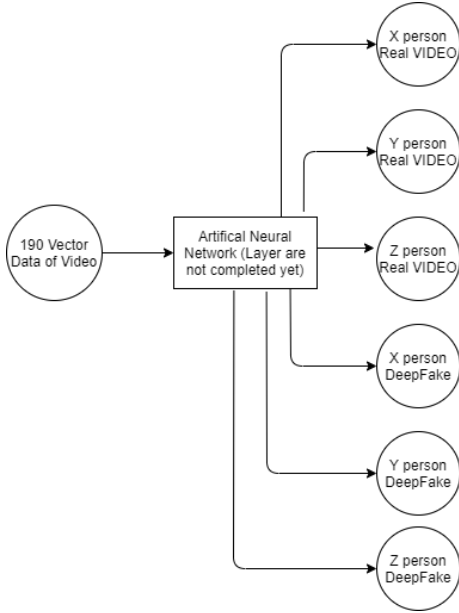 X person
Real VIDEO
Y person
Real VIDEO
190 Vector
Data of Video
Artifical Neural
Network (Layer are
not completed yet)
Z person
Real VIDEO
X person
DeepFake
Y person
DeepFake
Z person
DeepFake